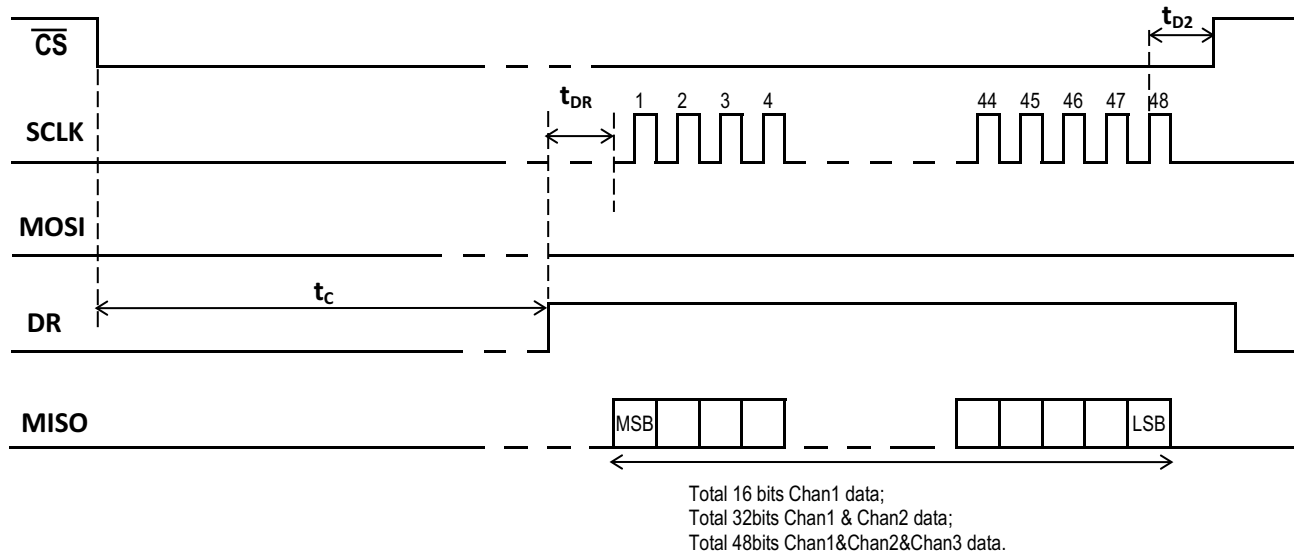 t_D2
CS
t_DR
1 2 3 4 44 45 46 47 48
SCLK
MOSI
t_C
DR
MISO
MSB LSB
Total 16 bits Chan1 data;
Total 32bits Chan1 & Chan2 data;
Total 48bits Chan1&Chan2&Chan3 data.